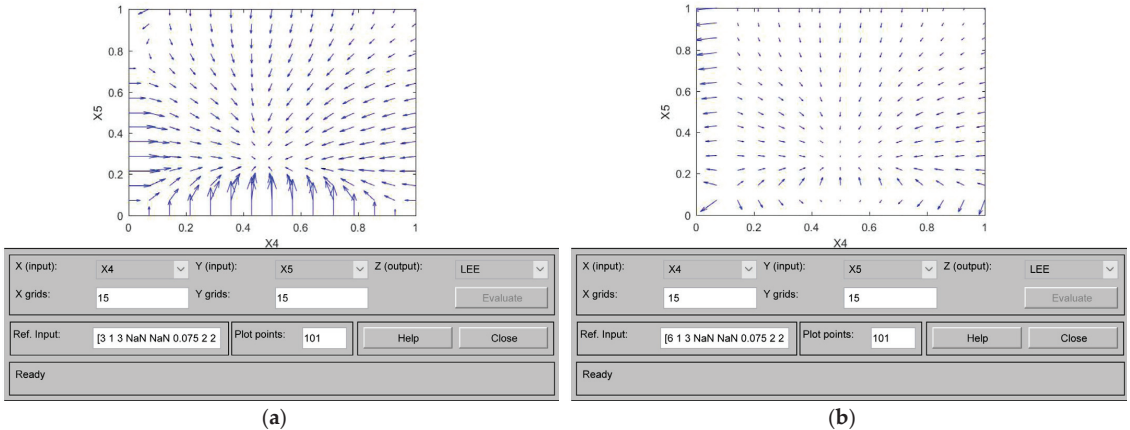 1
0.8
0.6
0.4
0.2
0
X5
0 0.2 0.4 0.6 0.8 1
X4
X (input): X4 Y (input): X5 Z (output): LEE
X grids: 15 Y grids: 15 Evaluate
Ref. Input: [3 1 3 NaN NaN 0.075 2 2 Plot points: 101 Help Close
Ready
(a)
1
0.8
0.6
0.4
0.2
0
X5
0 0.2 0.4 0.6 0.8 1
X4
X (input): X4 Y (input): X5 Z (output): LEE
X grids: 15 Y grids: 15 Evaluate
Ref. Input: [6 1 3 NaN NaN 0.075 2 2 Plot points: 101 Help Close
Ready
(b)